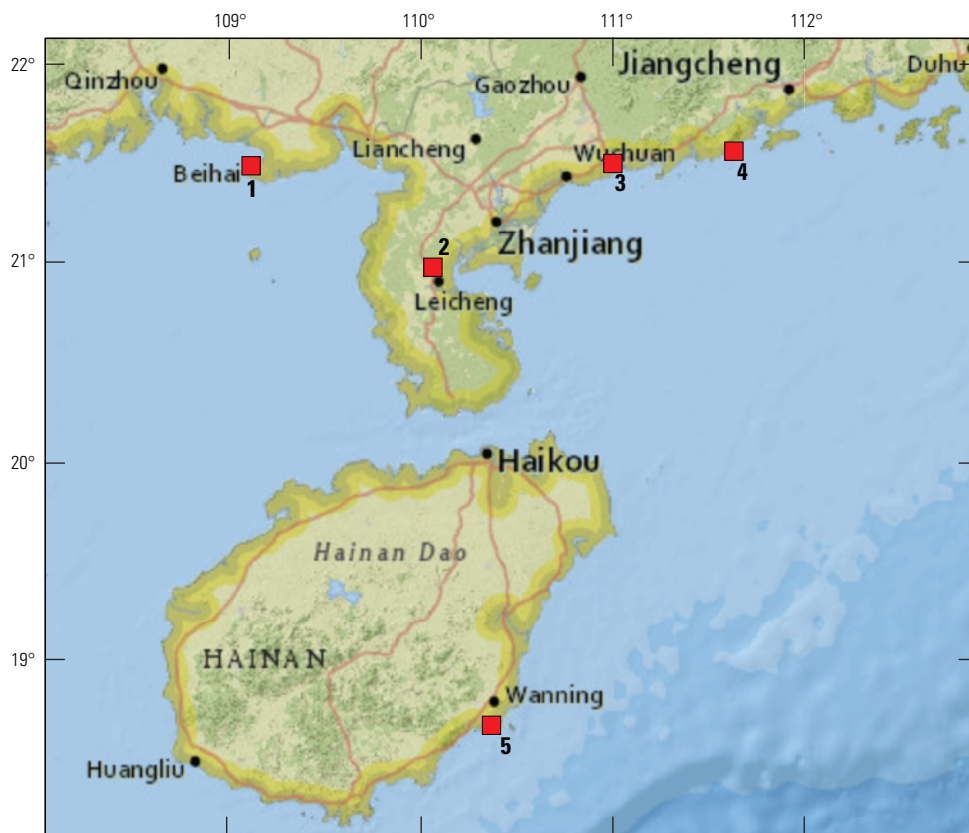 109° 110° 111° 112°
22°
Qinzhou
Gaozhou
Jiangcheng
Duhu
Liancheng
Wuchuan
Beihai
1
3
4
Zhanjiang
2
21°
Leicheng
20°
Haikou
Hainan Dao
19°
HAINAN
Wanning
5
Huangliu